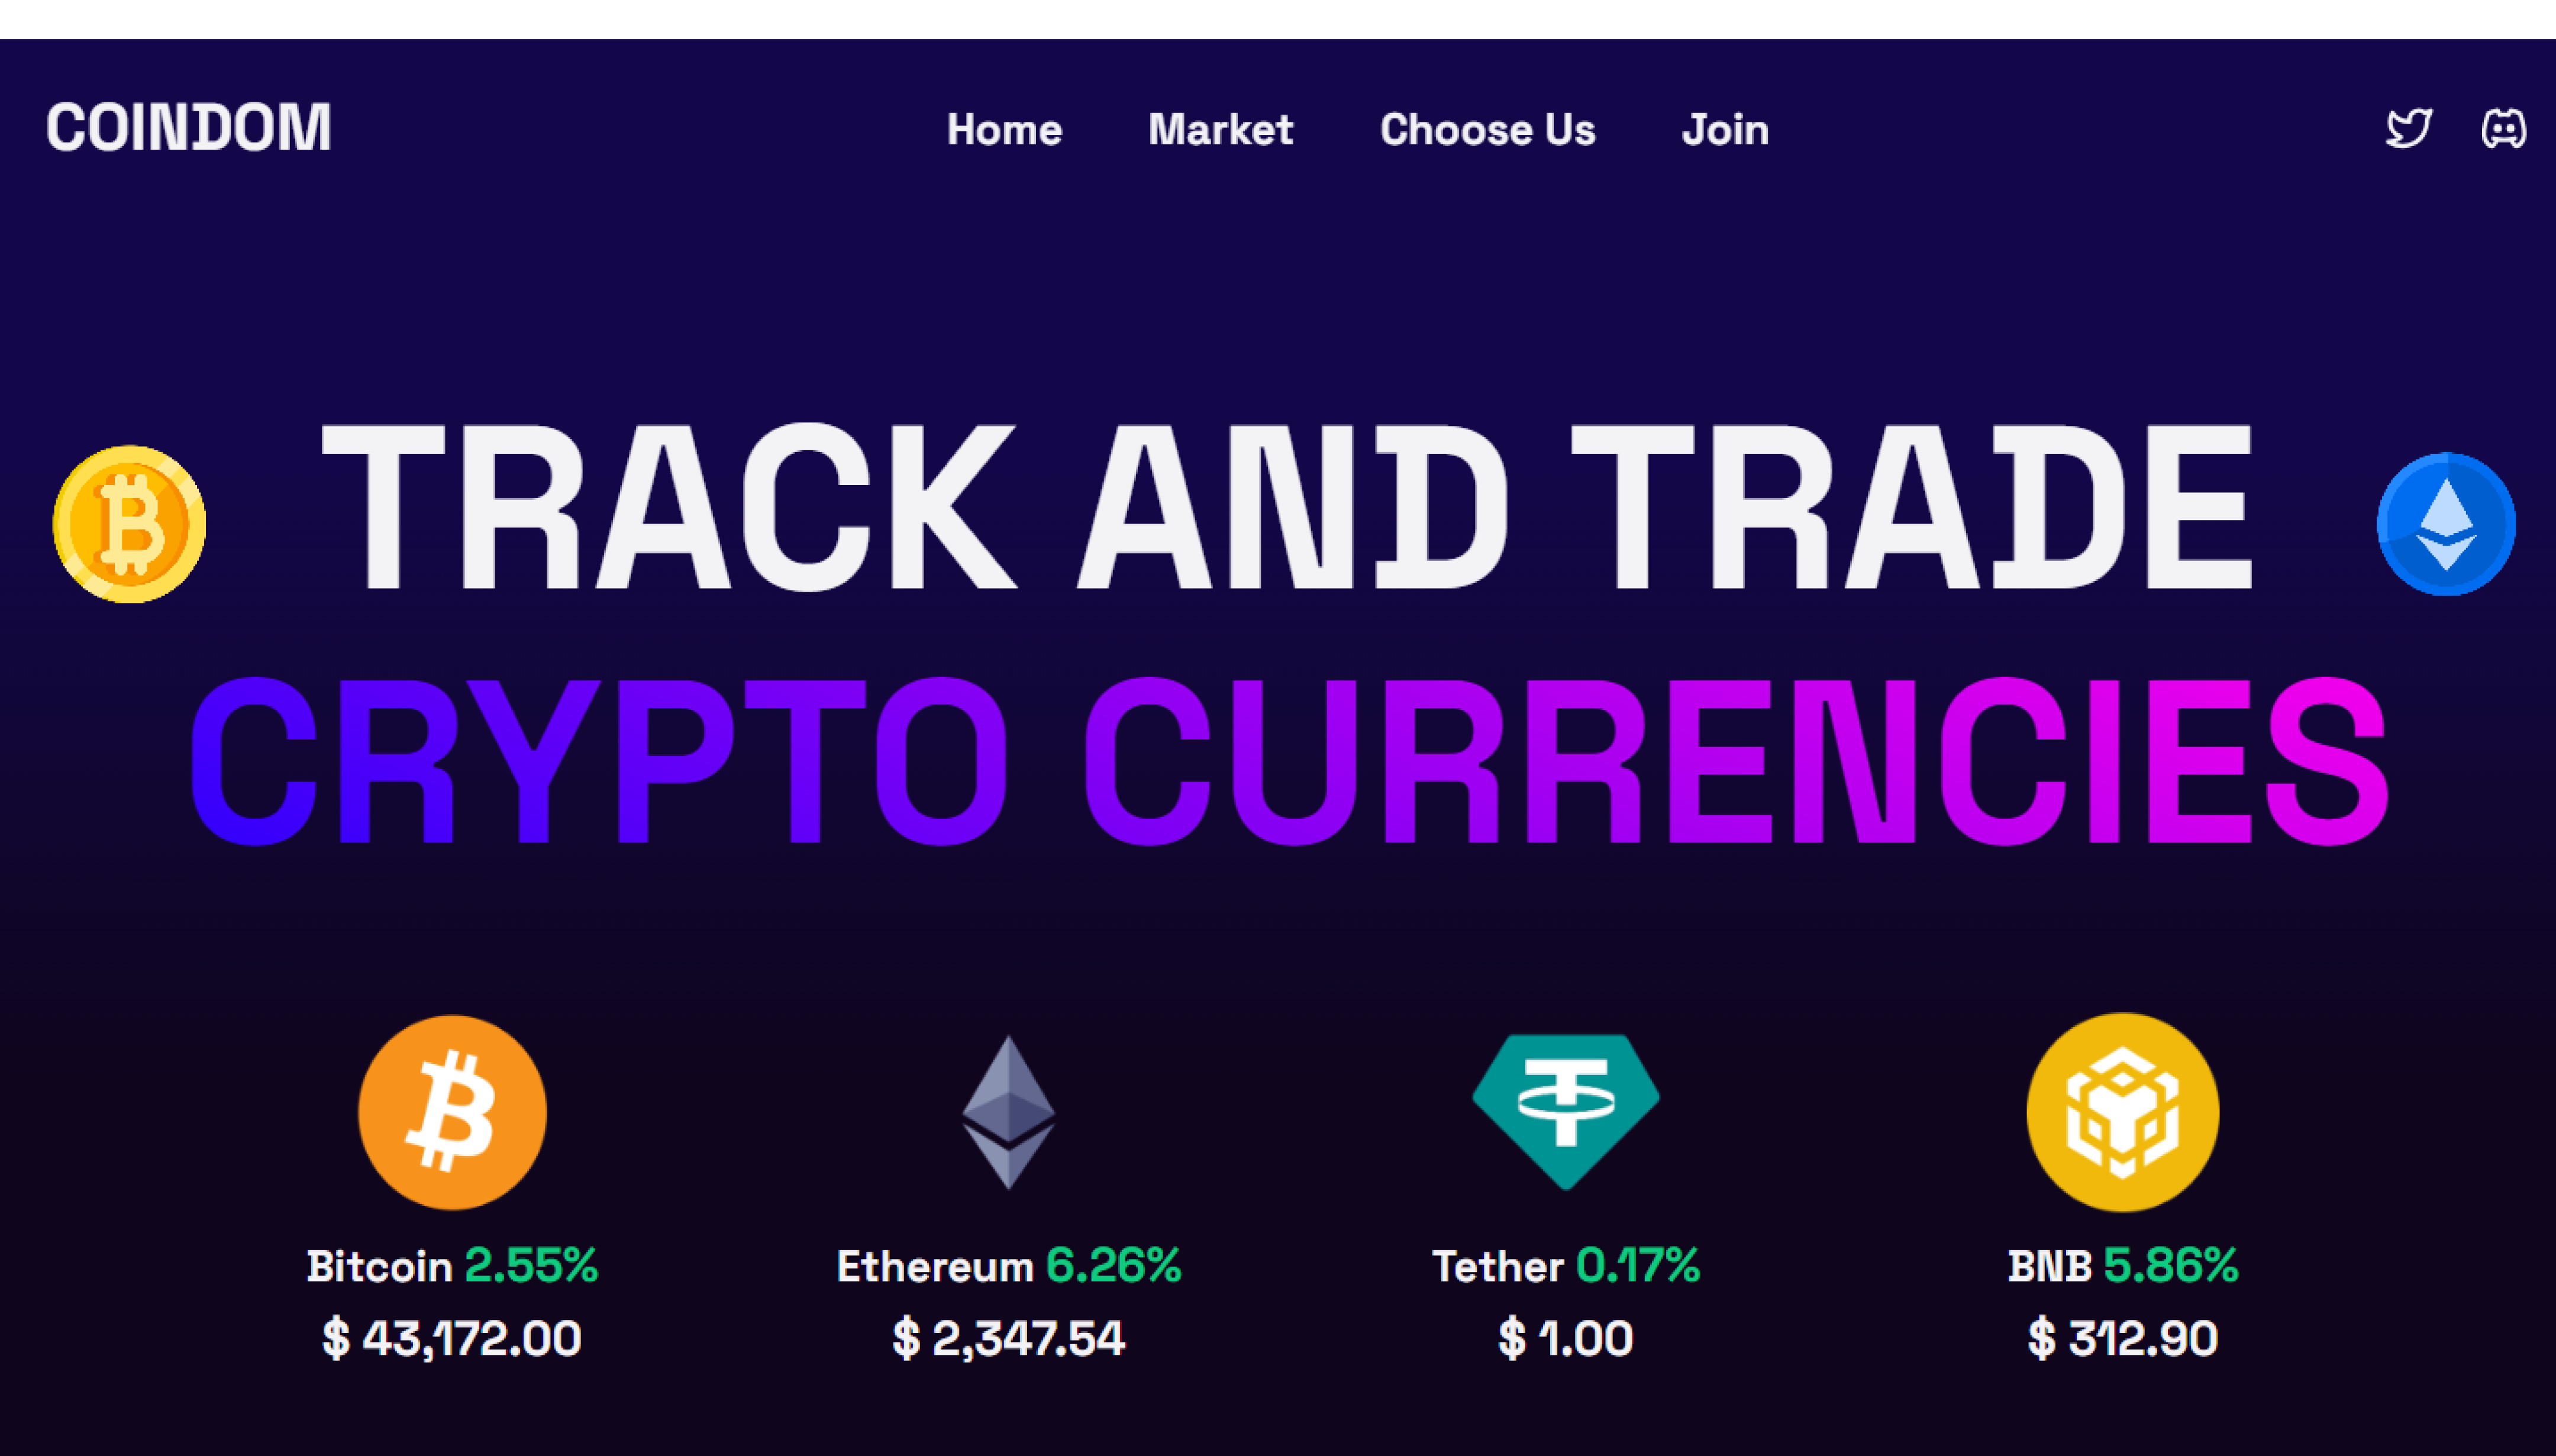 COINDOM
Home Market Choose Us Join
TRACK AND TRADE
CRYPTO CURRENCIES
Bitcoin 2.55% Ethereum 6.26% Tether 0.17% BNB 5.86%
$ 43,172.00 $ 2,347.54 $ 1.00 $ 312.90